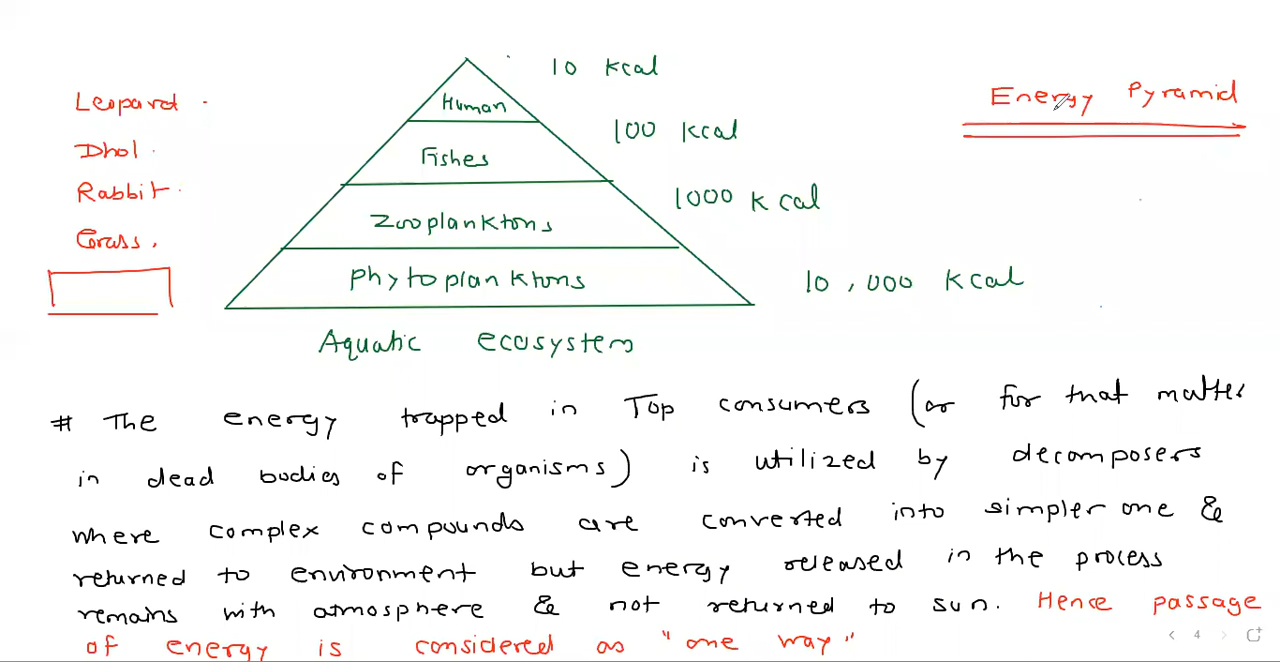 Energy Pyramid
Leopard
Dhol
Rabbit
Grass
Human
Fishes
Zooplanktons
Phytoplanktons
10 kcal
100 kcal
1000 kcal
10,000 kcal
Aquatic ecosystem
# The energy trapped in Top consumers (or for that matter
in dead bodies of organisms) is utilized by decomposers
where complex compounds are converted into simpler one &
returned to environment but energy released in the process
remains with atmosphere & not returned to sun. Hence passage
of energy is considered as "one way"
4